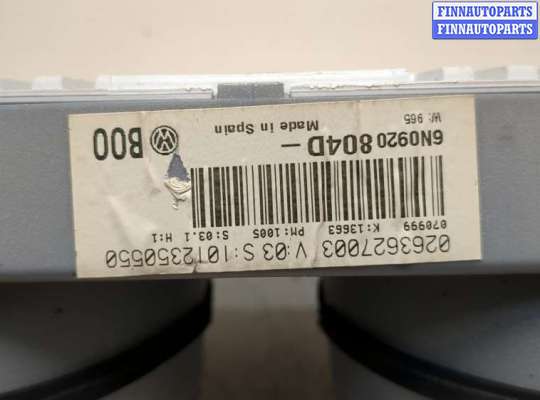 FINNAUTOPARTS
FINNAUTOPARTS
0263627003 V:03 S:1012350550
070999 K:13663 PM:1005 S:03.1 H:1
6N0920 804D-
Made in Spain
W: 965
B00